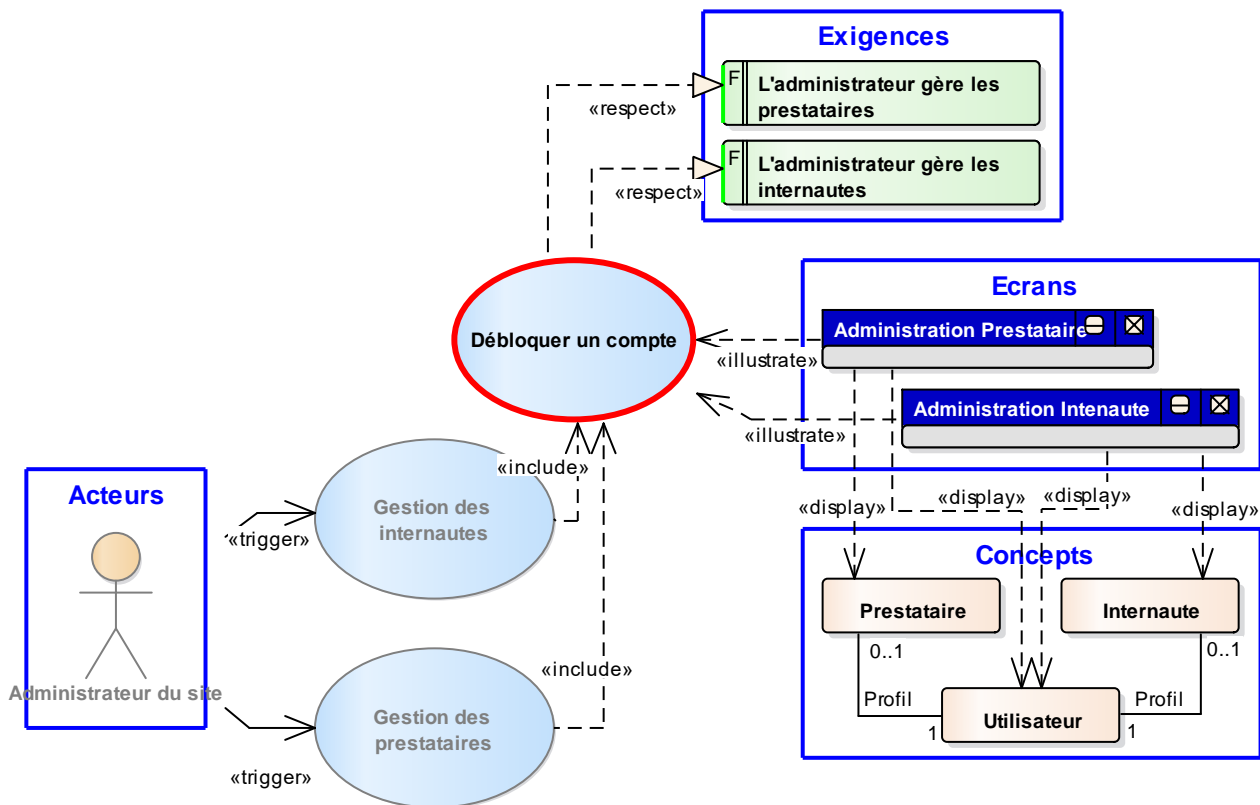 Exigences
F
L'administrateur gère les
prestataires
«respect»
F
L'administrateur gère les
internautes
«respect»
Ecrans
Administration Prestataire
Débloquer un compte
«illustrate»
Administration Intenaute
«illustrate»
«include»
Acteurs
Gestion des
internautes
«display»
«display»
«display»
«display»
«trigger»
Concepts
Prestataire
Internaute
0..1
0..1
«include»
Administrateur du site
Profil
Profil
Gestion des
prestataires
Utilisateur
1
1
«trigger»